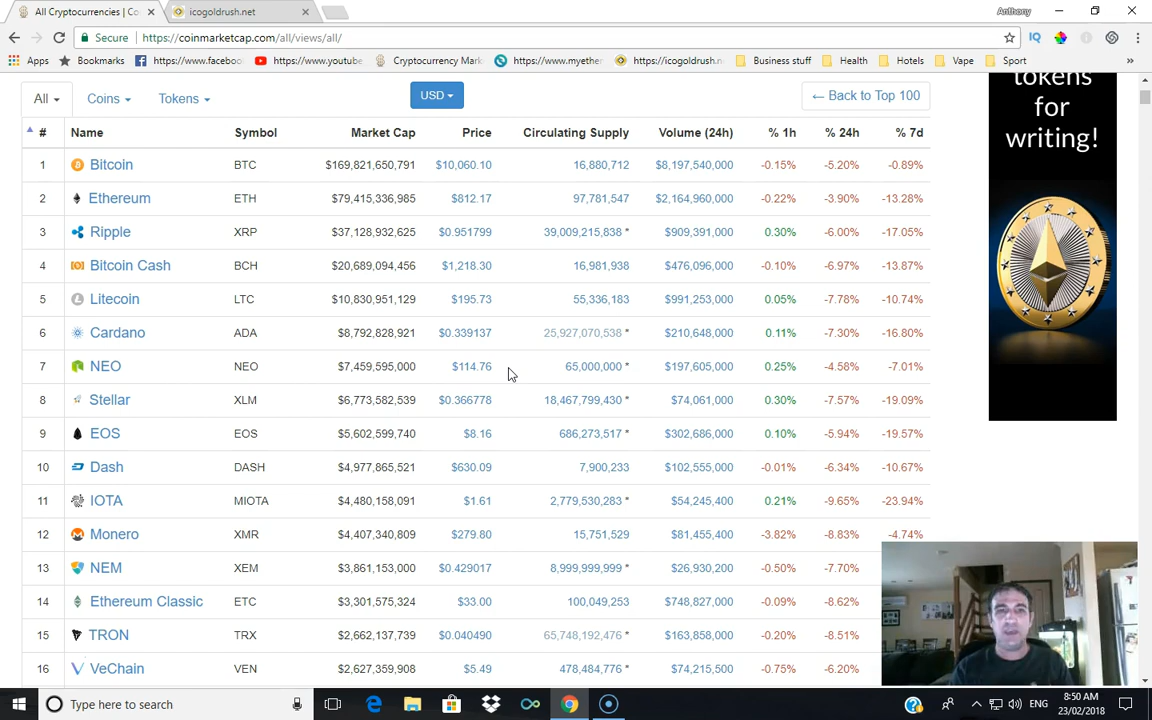 All Cryptocurrencies | Co
icogoldrush.net
Anthony
Secure
https://coinmarketcap.com/all/views/all/
Apps
Bookmarks
https://www.faceboo
https://www.youtube
Cryptocurrency Mark
https://www.myether
https://icogoldrush.n
Business stuff
Health
Hotels
Vape
Sport
All
Coins
Tokens
USD
← Back to Top 100
tokens
for
writing!
# Name Symbol Market Cap Price Circulating Supply Volume (24h) % 1h % 24h % 7d
1 Bitcoin BTC $169,821,650,791 $10,060.10 16,880,712 $8,197,540,000 -0.15% -5.20% -0.89%
2 Ethereum ETH $79,415,336,985 $812.17 97,781,547 $2,164,960,000 -0.22% -3.90% -13.28%
3 Ripple XRP $37,128,932,625 $0.951799 39,009,215,838 * $909,391,000 0.30% -6.00% -17.05%
4 Bitcoin Cash BCH $20,689,094,456 $1,218.30 16,981,938 $476,096,000 -0.10% -6.97% -13.87%
5 Litecoin LTC $10,830,951,129 $195.73 55,336,183 $991,253,000 0.05% -7.78% -10.74%
6 Cardano ADA $8,792,828,921 $0.339137 25,927,070,538 * $210,648,000 0.11% -7.30% -16.80%
7 NEO NEO $7,459,595,000 $114.76 65,000,000 * $197,605,000 0.25% -4.58% -7.01%
8 Stellar XLM $6,773,582,539 $0.366778 18,467,799,430 * $74,061,000 0.30% -7.57% -19.09%
9 EOS EOS $5,602,599,740 $8.16 686,273,517 * $302,686,000 0.10% -5.94% -19.57%
10 Dash DASH $4,977,865,521 $630.09 7,900,233 $102,555,000 -0.01% -6.34% -10.67%
11 IOTA MIOTA $4,480,158,091 $1.61 2,779,530,283 * $54,245,400 0.21% -9.65% -23.94%
12 Monero XMR $4,407,340,809 $279.80 15,751,529 $81,455,400 -3.82% -8.83% -4.74%
13 NEM XEM $3,861,153,000 $0.429017 8,999,999,999 * $26,930,200 -0.50% -7.70%
14 Ethereum Classic ETC $3,301,575,324 $33.00 100,049,253 $748,827,000 -0.09% -8.62%
15 TRON TRX $2,662,137,739 $0.040490 65,748,192,476 * $163,858,000 -0.20% -8.51%
16 VeChain VEN $2,627,359,908 $5.49 478,484,776 * $74,215,500 -0.75% -6.20%
Type here to search
ENG
8:50 AM
23/02/2018